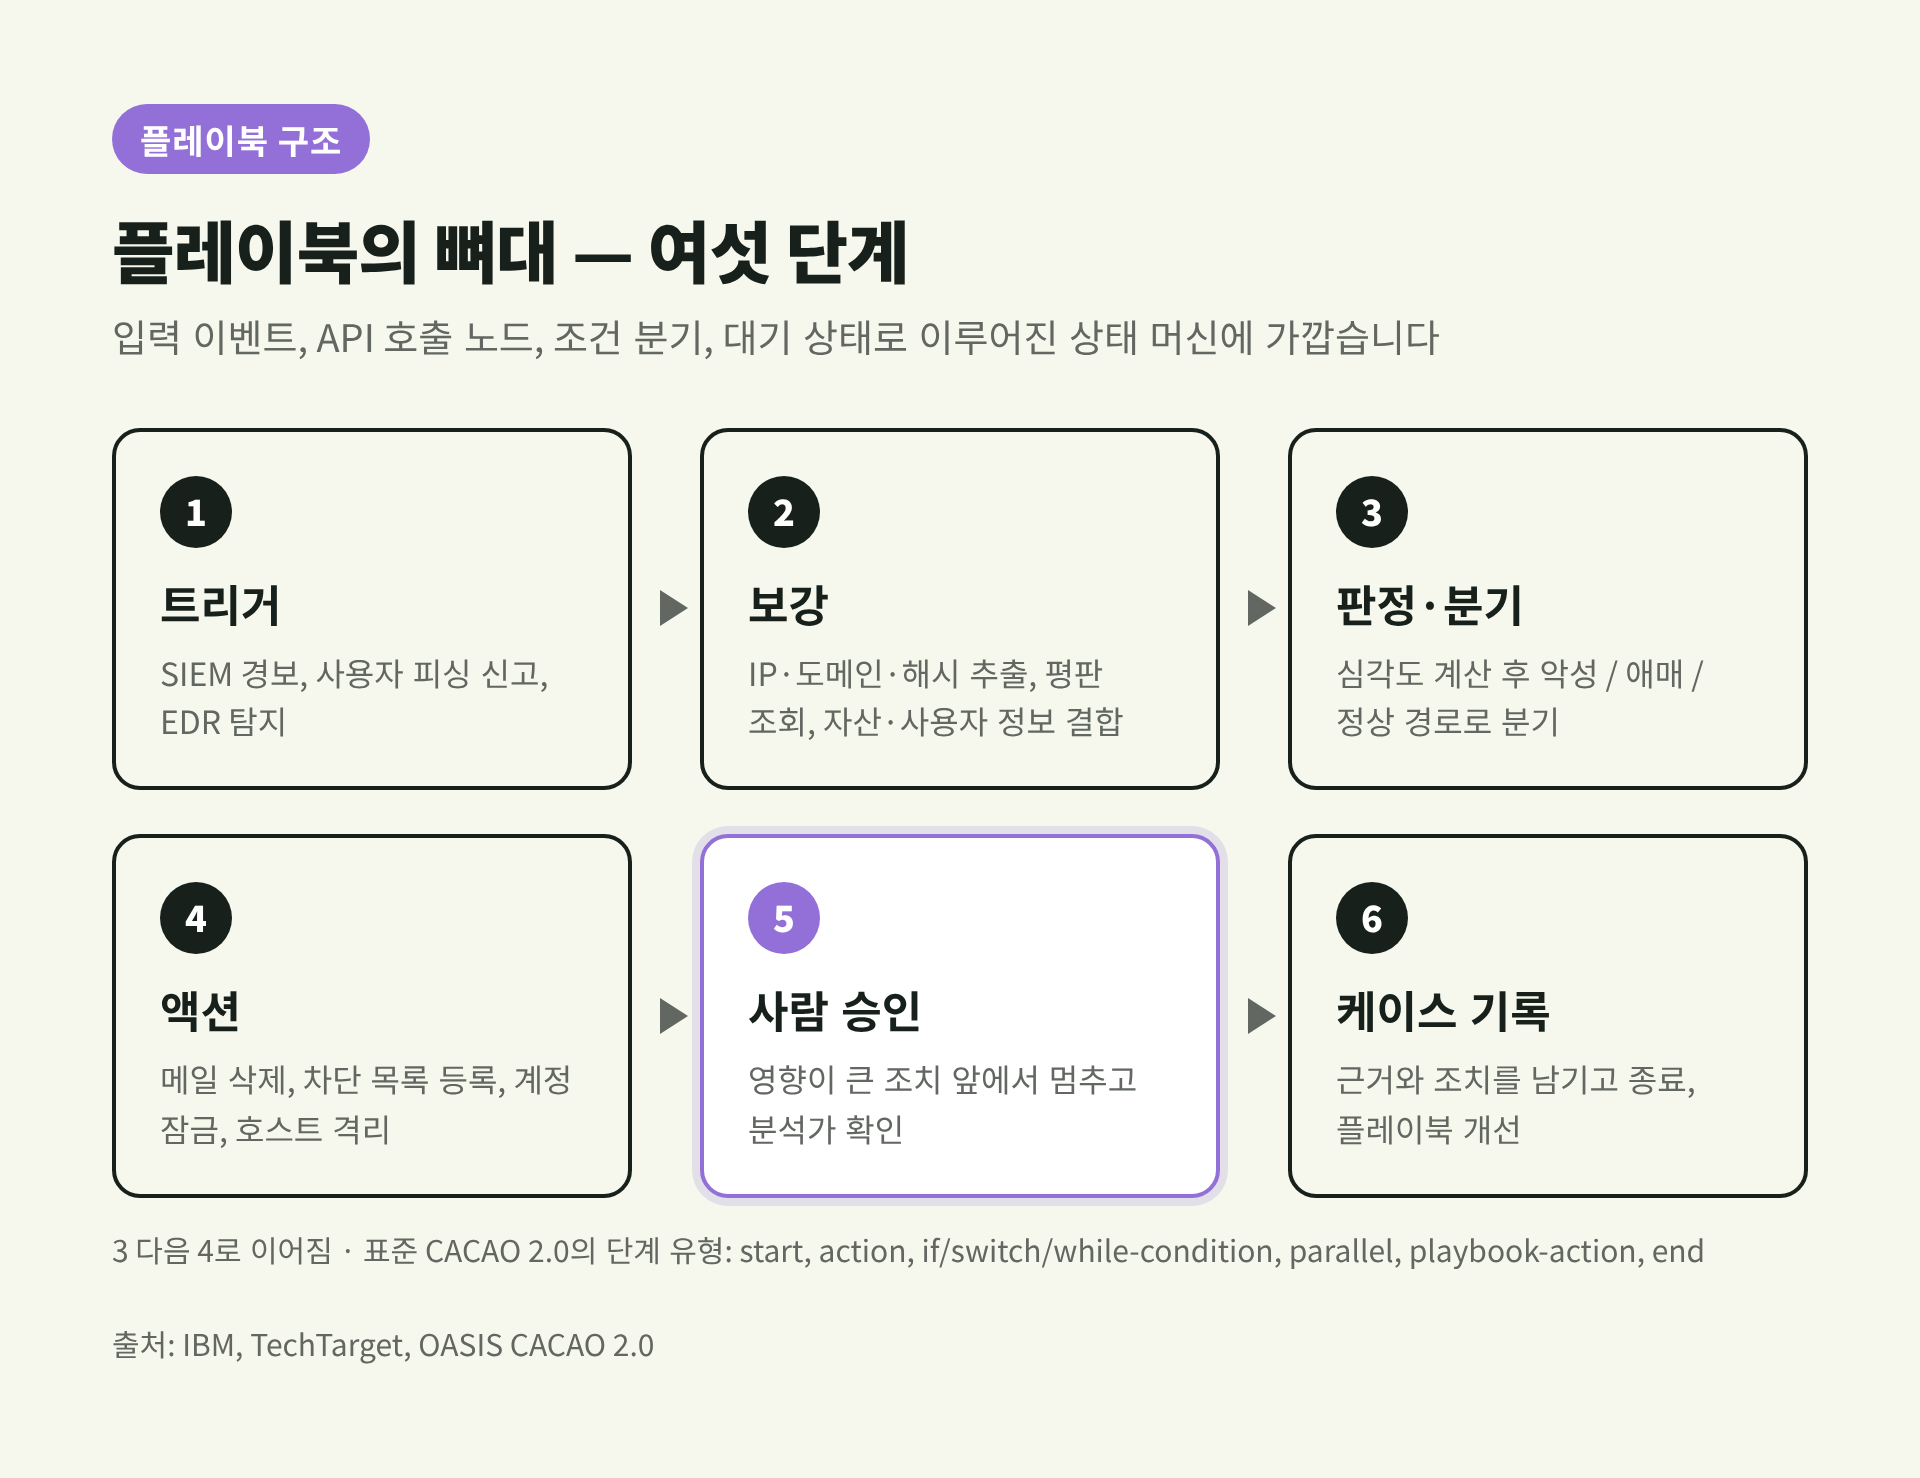 플레이북 구조
플레이북의 뼈대 — 여섯 단계
입력 이벤트, API 호출 노드, 조건 분기, 대기 상태로 이루어진 상태 머신에 가깝습니다
1
트리거
SIEM 경보, 사용자 피싱 신고,
EDR 탐지
2
보강
IP·도메인·해시 추출, 평판
조회, 자산·사용자 정보 결합
3
판정·분기
심각도 계산 후 악성 / 애매 /
정상 경로로 분기
4
액션
메일 삭제, 차단 목록 등록, 계정
잠금, 호스트 격리
5
사람 승인
영향이 큰 조치 앞에서 멈추고
분석가 확인
6
케이스 기록
근거와 조치를 남기고 종료,
플레이북 개선
3 다음 4로 이어짐 · 표준 CACAO 2.0의 단계 유형: start, action, if/switch/while-condition, parallel, playbook-action, end
출처: IBM, TechTarget, OASIS CACAO 2.0